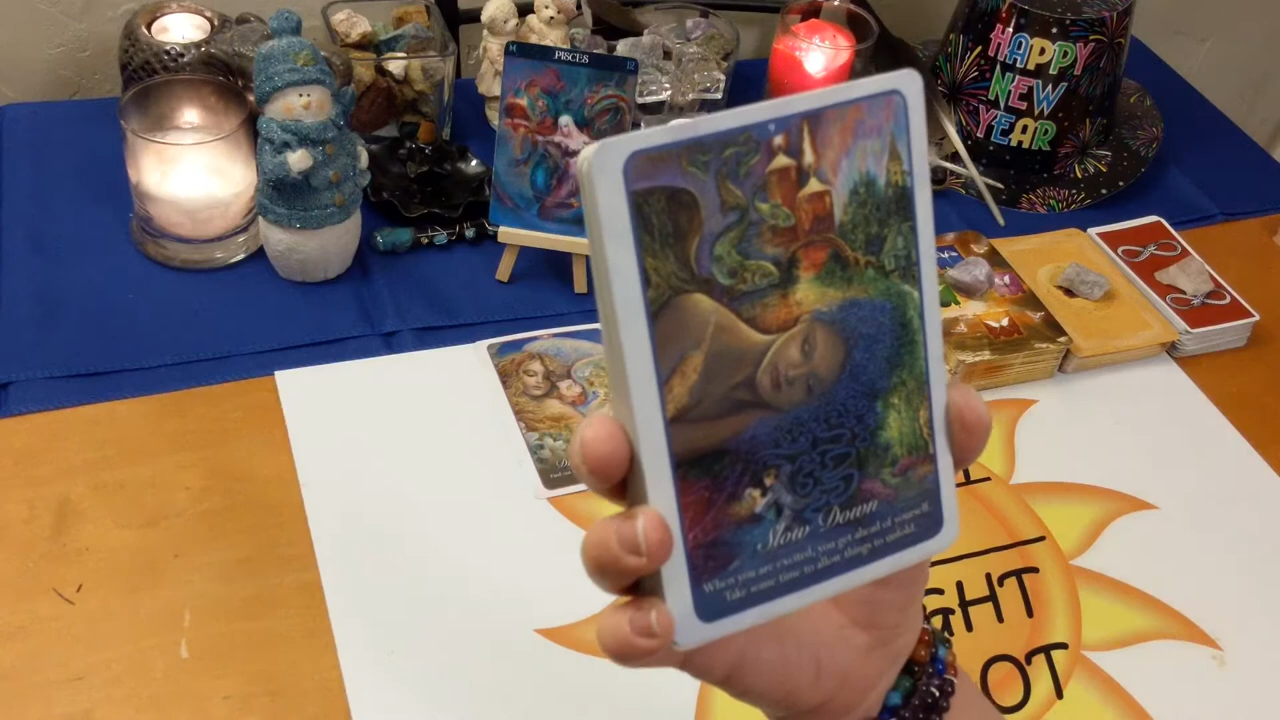 PISCES
12
HAPPY
NEW
YEAR
Slow Down
When you are excited, you get ahead of yourself.
Take some time to allow things to unfold.
GHT
OT